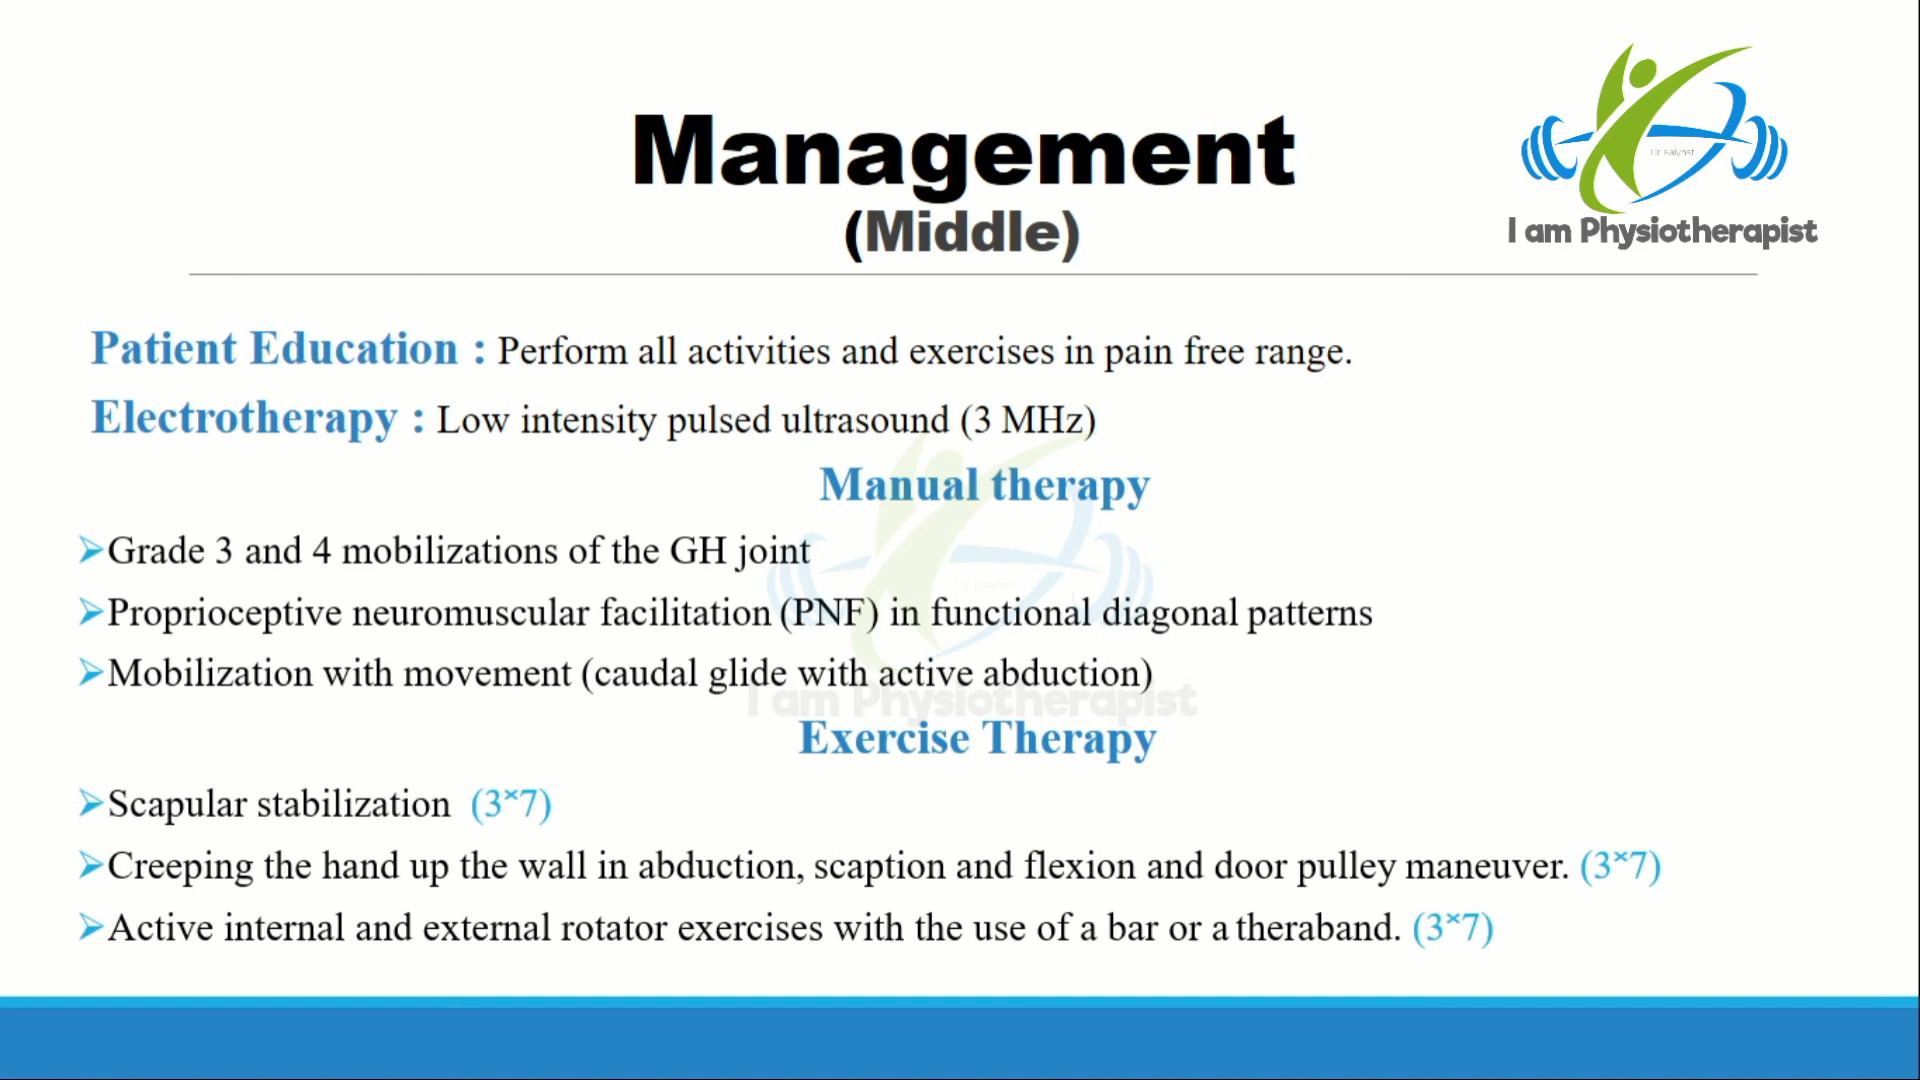 Management
(Middle)
Dr Kaiynat
I am Physiotherapist
Patient Education : Perform all activities and exercises in pain free range.
Electrotherapy : Low intensity pulsed ultrasound (3 MHz)
Manual therapy
➢Grade 3 and 4 mobilizations of the GH joint
➢Proprioceptive neuromuscular facilitation (PNF) in functional diagonal patterns
➢Mobilization with movement (caudal glide with active abduction)
I am Physiotherapist
Exercise Therapy
➢Scapular stabilization (3*7)
➢Creeping the hand up the wall in abduction, scaption and flexion and door pulley maneuver. (3*7)
➢Active internal and external rotator exercises with the use of a bar or a theraband. (3*7)